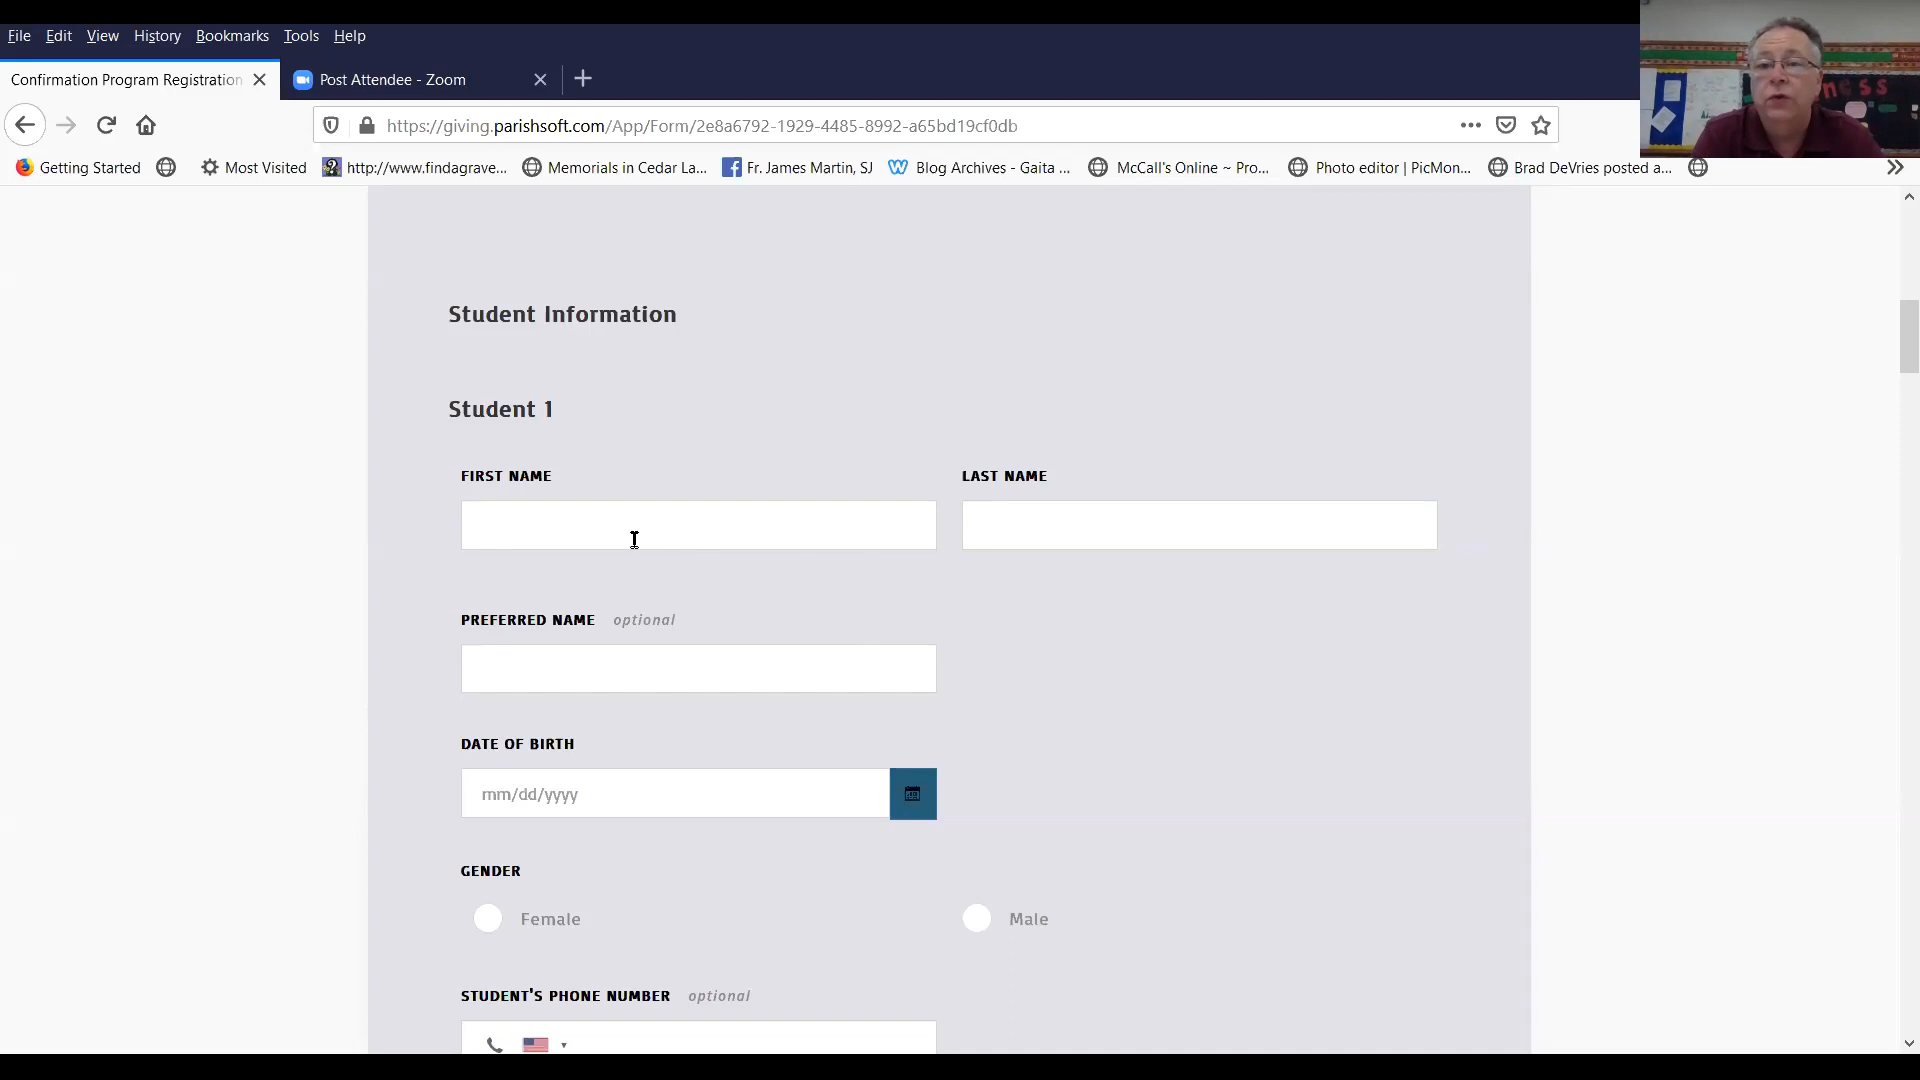 File Edit View History Bookmarks Tools Help
Confirmation Program Registration Post Attendee - Zoom
https://giving.parishsoft.com/App/Form/2e8a6792-1929-4485-8992-a65bd19cf0db
Getting Started Most Visited http://www.findagrave... Memorials in Cedar La... Fr. James Martin, SJ Blog Archives - Gaita ... McCall's Online ~ Pro... Photo editor | PicMon... Brad DeVries posted a...
Student Information
Student 1
FIRST NAME LAST NAME
PREFERRED NAME optional
DATE OF BIRTH
mm/dd/yyyy
GENDER
Female Male
STUDENT'S PHONE NUMBER optional